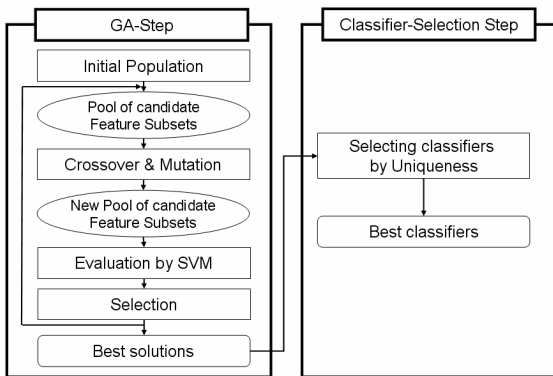 GA-Step
Initial Population
Pool of candidate
Feature Subsets
Crossover & Mutation
New Pool of candidate
Feature Subsets
Evaluation by SVM
Selection
Best solutions
Classifier-Selection Step
Selecting classifiers
by Uniqueness
Best classifiers